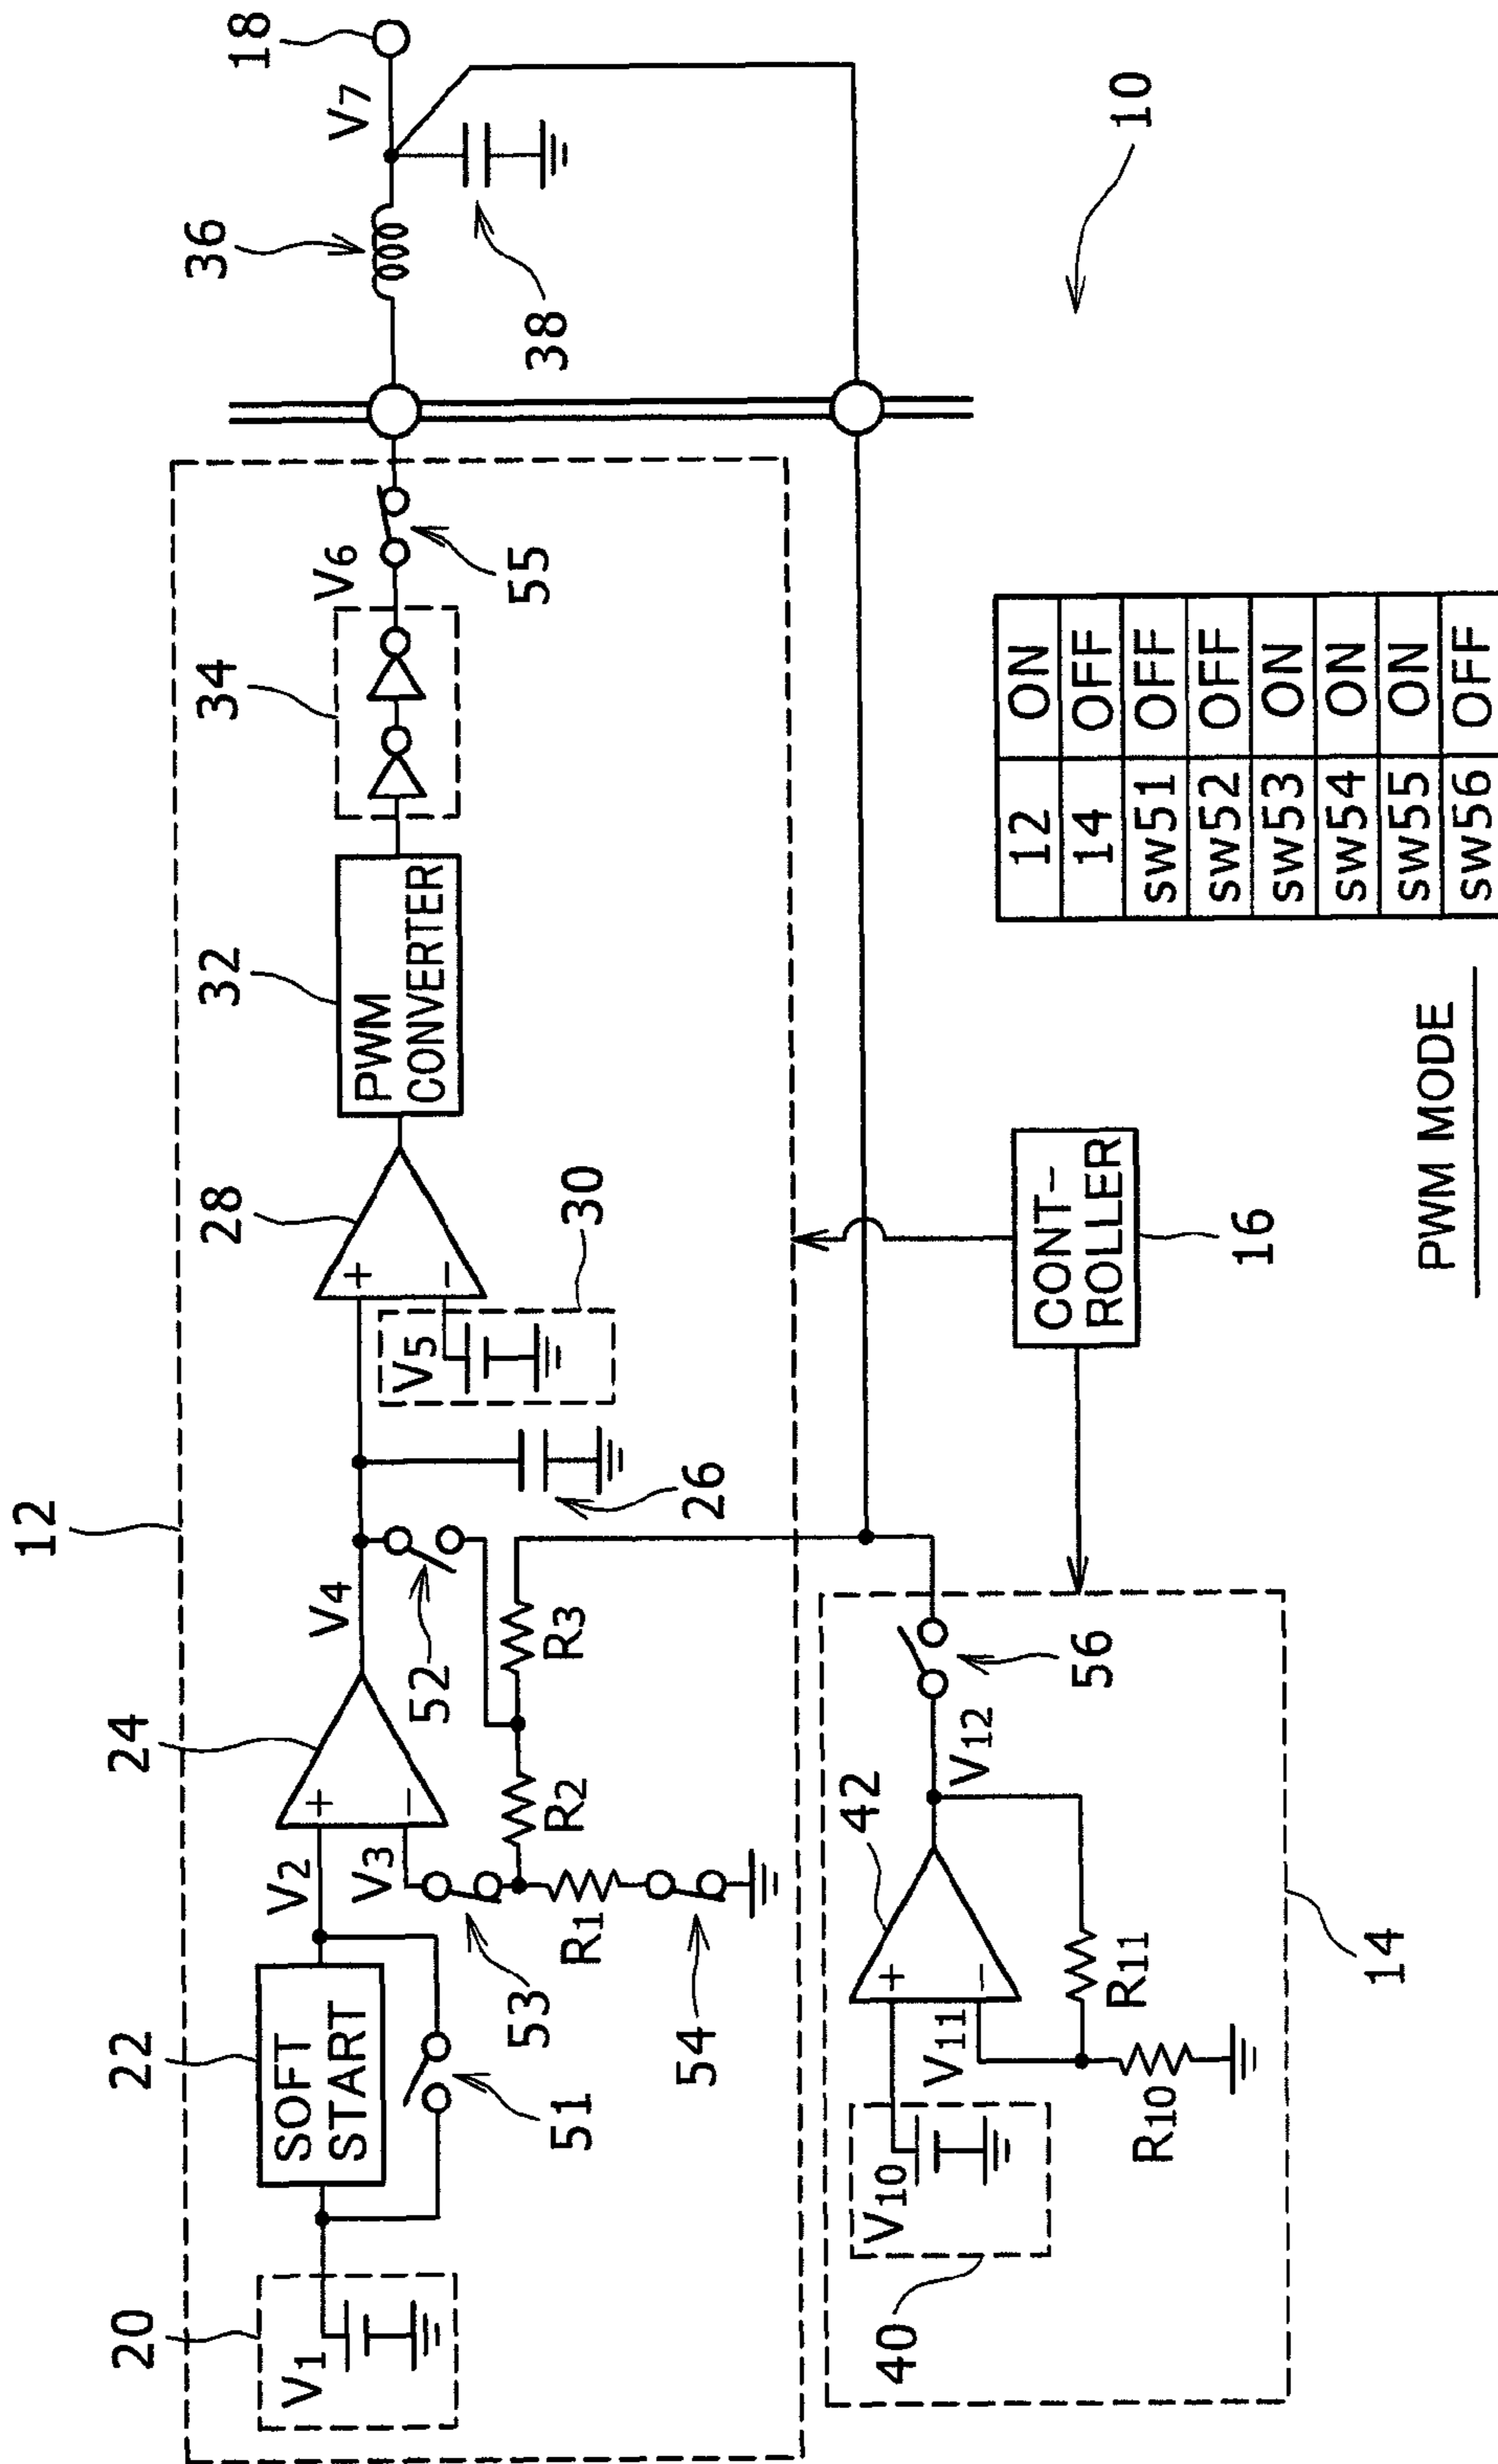 12
20
22
24
28
32
34
36
18
V1
SOFT
START
51
V2
V3
53
54
R1
R2
R3
V4
52
26
V5
30
PWM
CONVERTER
V6
55
38
V7
10
40
V10
V11
42
R10
R11
V12
56
14
CONT-
ROLLER
16
PWM MODE
12 ON
14 OFF
sw51 OFF
sw52 OFF
sw53 ON
sw54 ON
sw55 ON
sw56 OFF